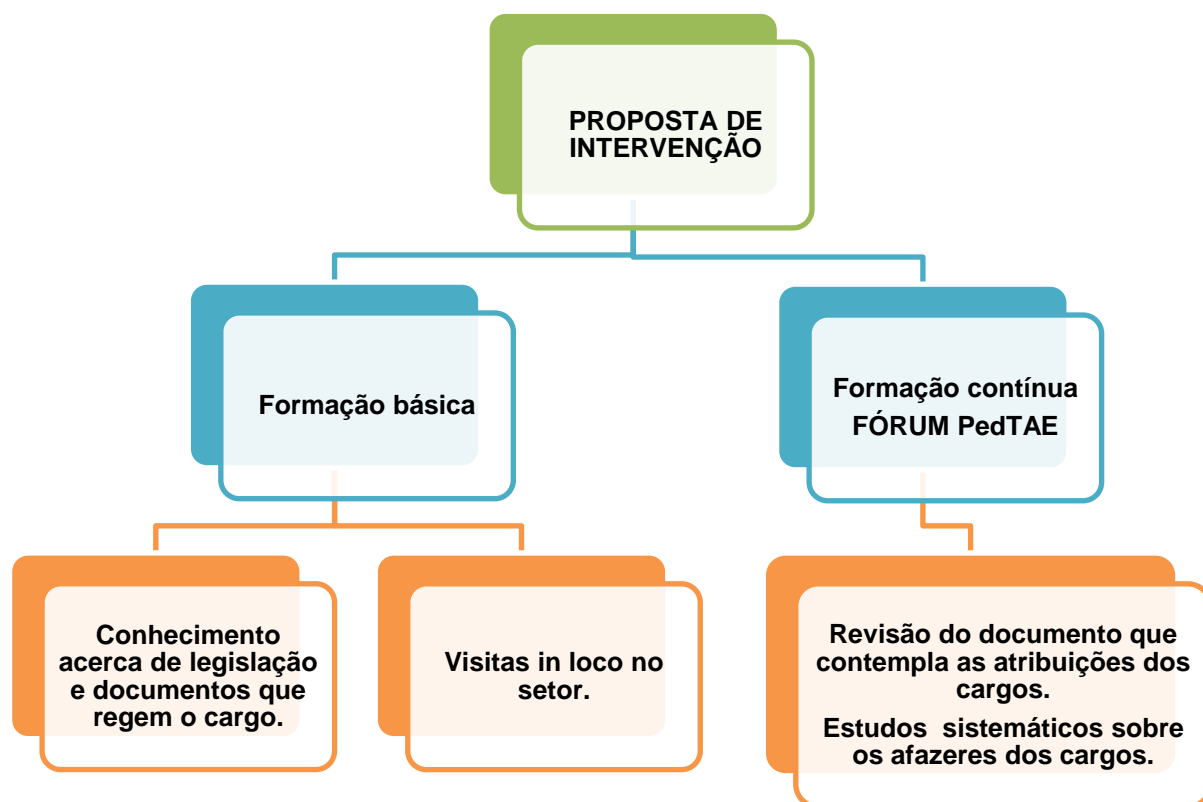 PROPOSTA DE
INTERVENÇÃO
Formação básica
Formação contínua
FÓRUM PedTAE
Conhecimento
acerca de legislação
e documentos que
regem o cargo.
Visitas in loco no
setor.
Revisão do documento que
contempla as atribuições dos
cargos.
Estudos sistemáticos sobre
os afazeres dos cargos.